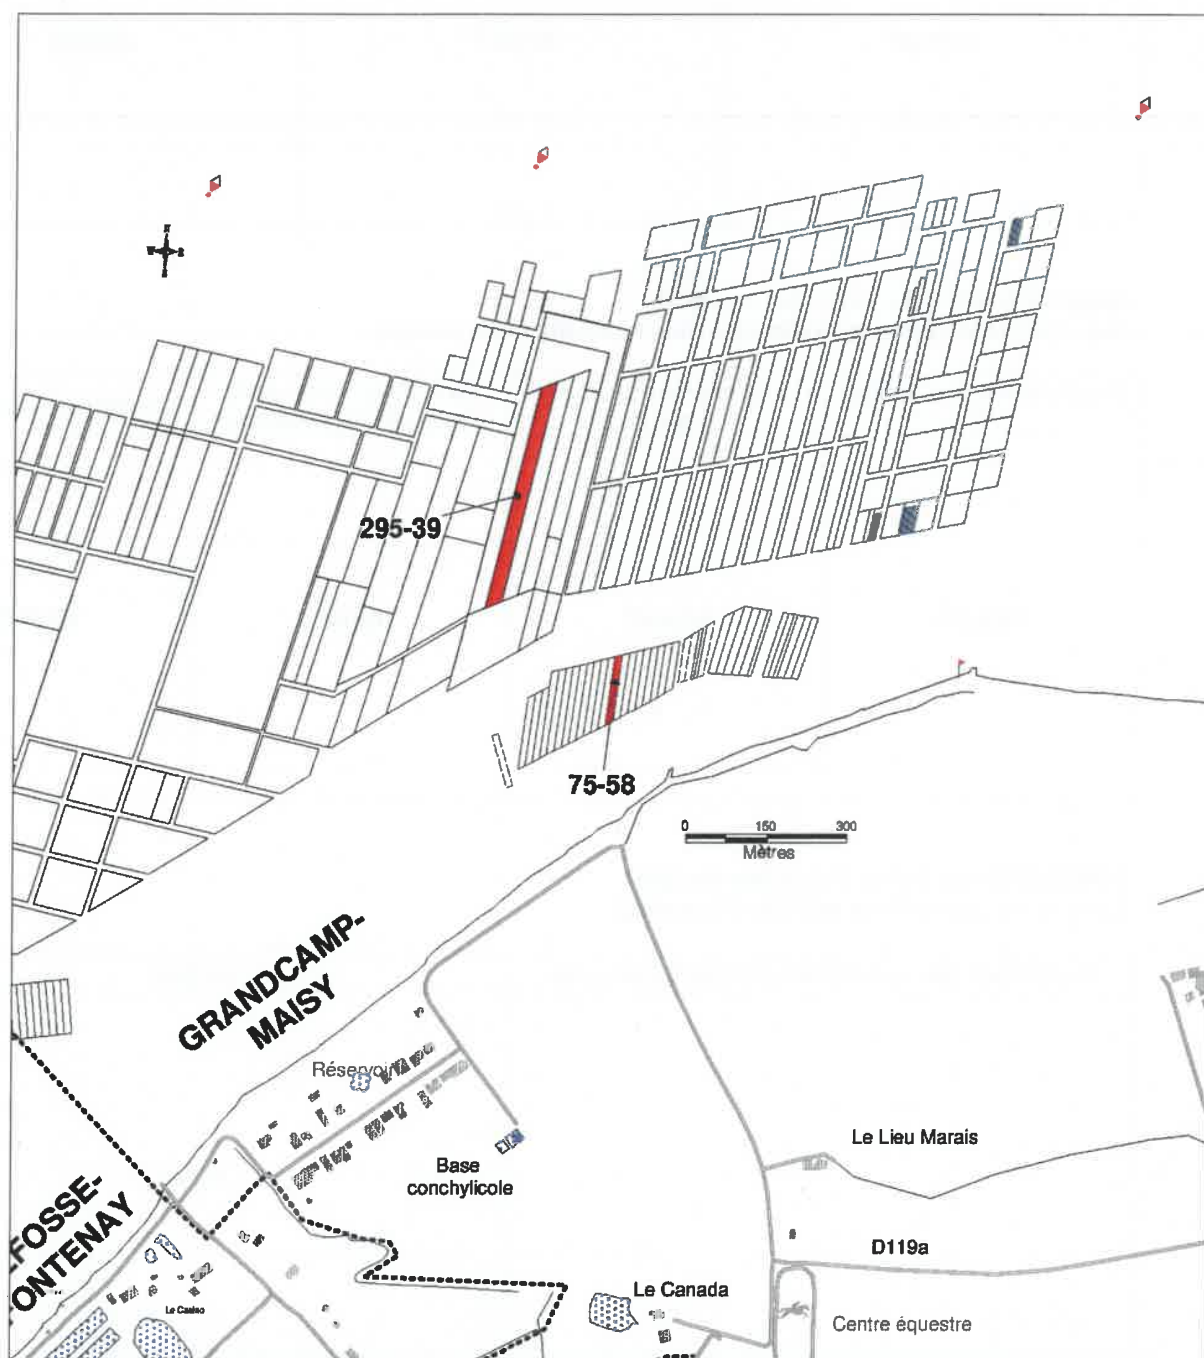 N
W
S
295-39
75-58
0 150 300
Mètres
GRANDCAMP-
MAISY
Réservoir
Base
conchylicole
Le Lieu Marais
D119a
FOSSE-
ONTENAY
Le Casino
Le Canada
Centre équestre